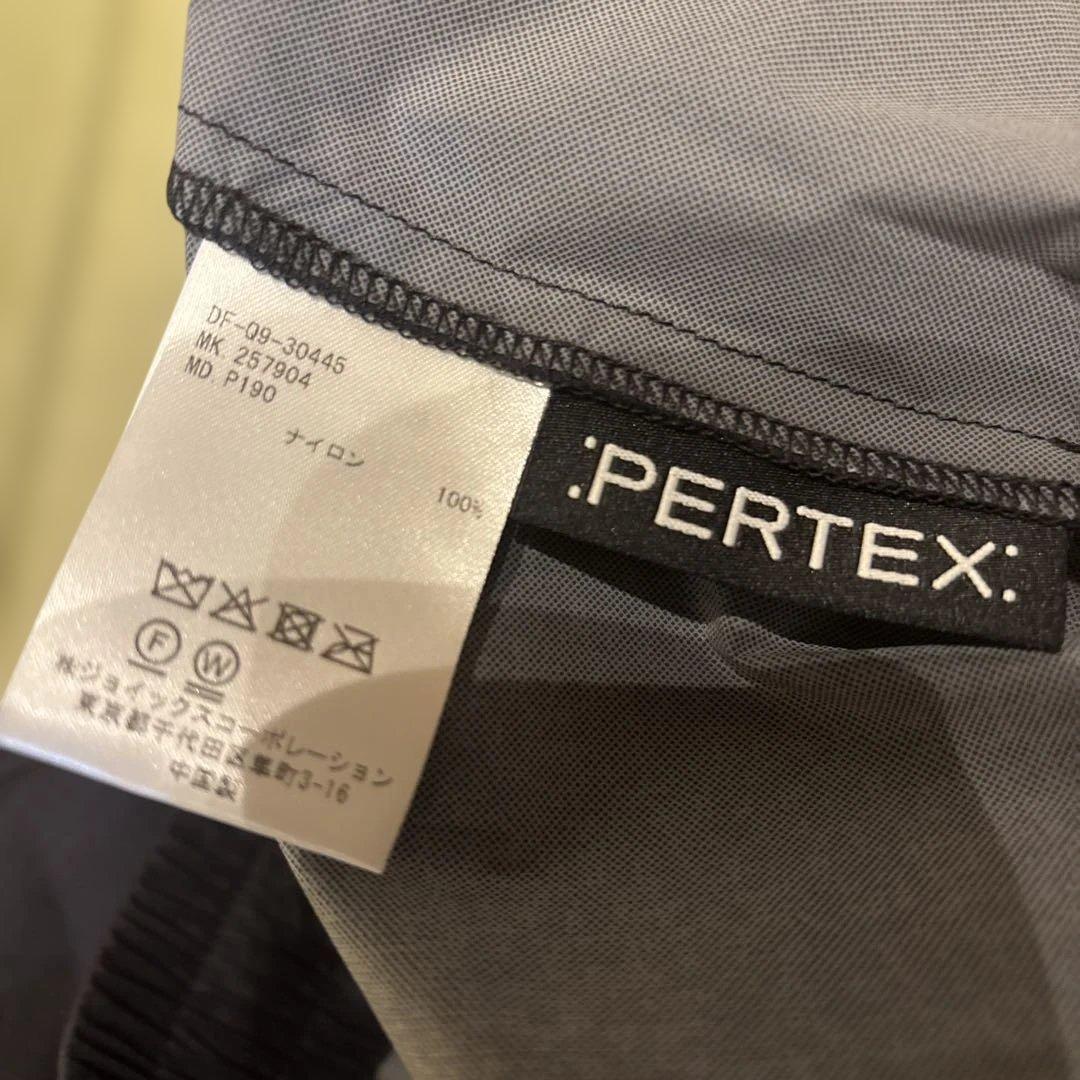 DF-Q9-30445
MK 257904
MD. P190
ナイロン
100%
F W
株)ジョイックスコーポレーション
東京都千代田区隼町3-16
中国製
:PERTEX: